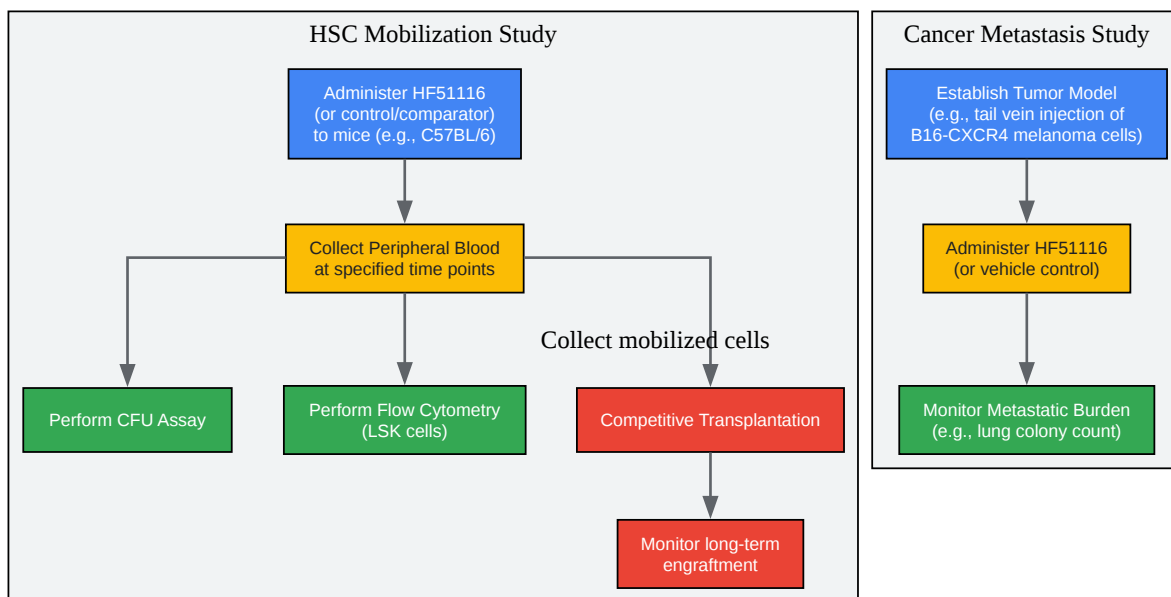 HSC Mobilization Study
Administer HF51116
(or control/comparator)
to mice (e.g., C57BL/6)
Collect Peripheral Blood
at specified time points
Collect mobilized cells
Perform CFU Assay
Perform Flow Cytometry
(LSK cells)
Competitive Transplantation
Monitor long-term
engraftment
Cancer Metastasis Study
Establish Tumor Model
(e.g., tail vein injection of
B16-CXCR4 melanoma cells)
Administer HF51116
(or vehicle control)
Monitor Metastatic Burden
(e.g., lung colony count)